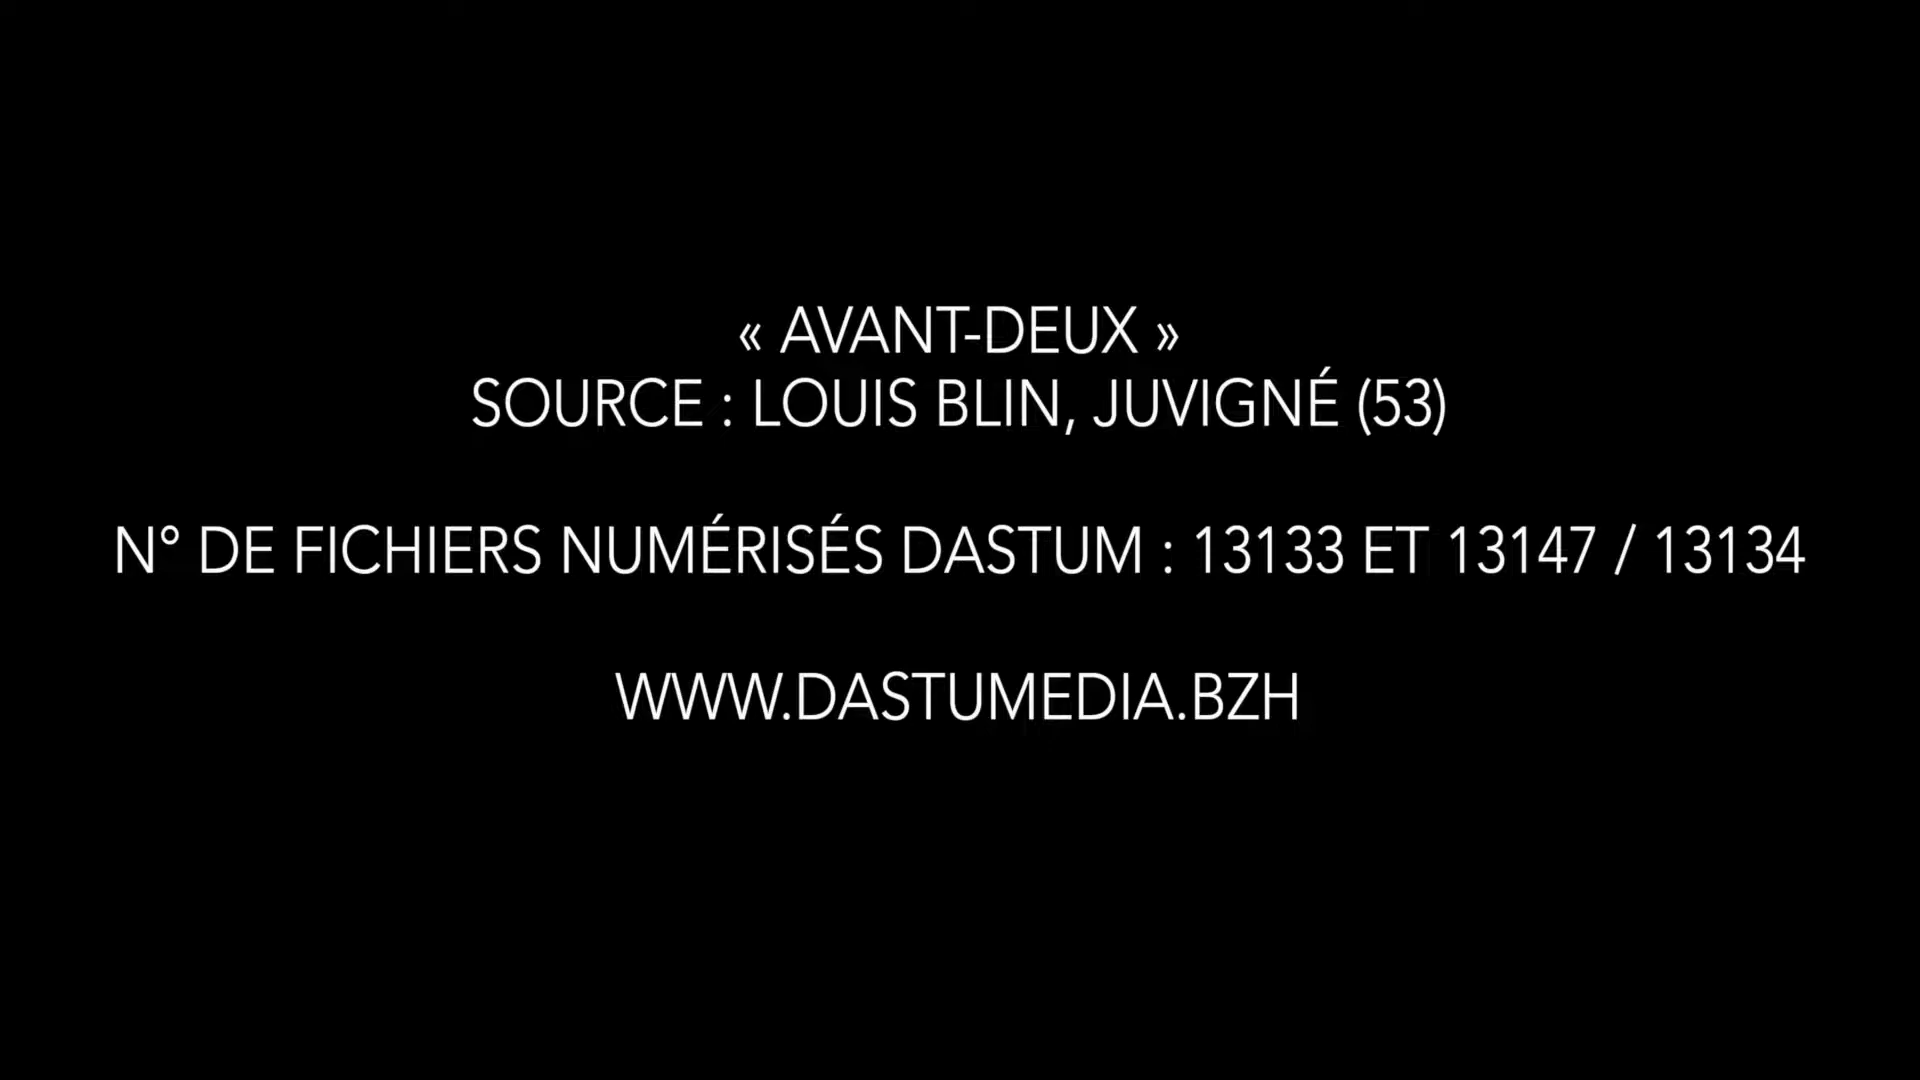 « AVANT-DEUX »
SOURCE : LOUIS BLIN, JUVIGNÉ (53)
N° DE FICHIERS NUMÉRISÉS DASTUM : 13133 ET 13147 / 13134
WWW.DASTUMEDIA.BZH